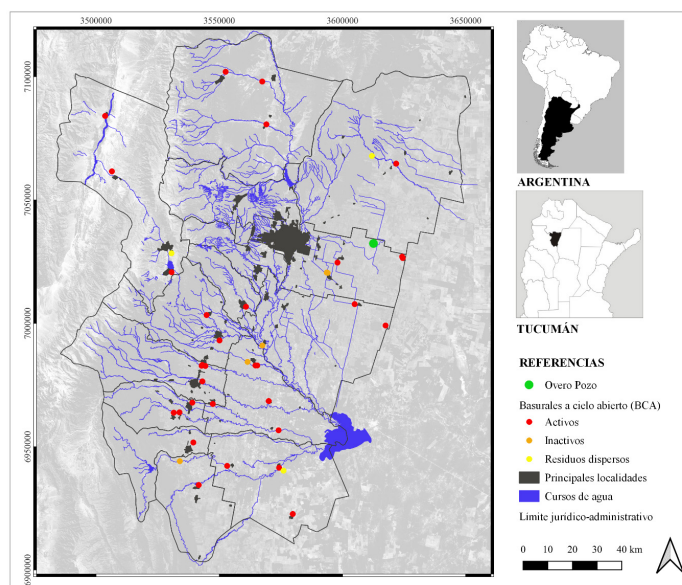 3500000 3550000 3600000 3650000
7100000
7050000
7000000
6950000
6900000
ARGENTINA
TUCUMÁN
REFERENCIAS
Overo Pozo
Basurales a cielo abierto (BCA)
Activos
Inactivos
Residuos dispersos
Principales localidades
Cursos de agua
Limite jurídico-administrativo
0 10 20 30 40 km